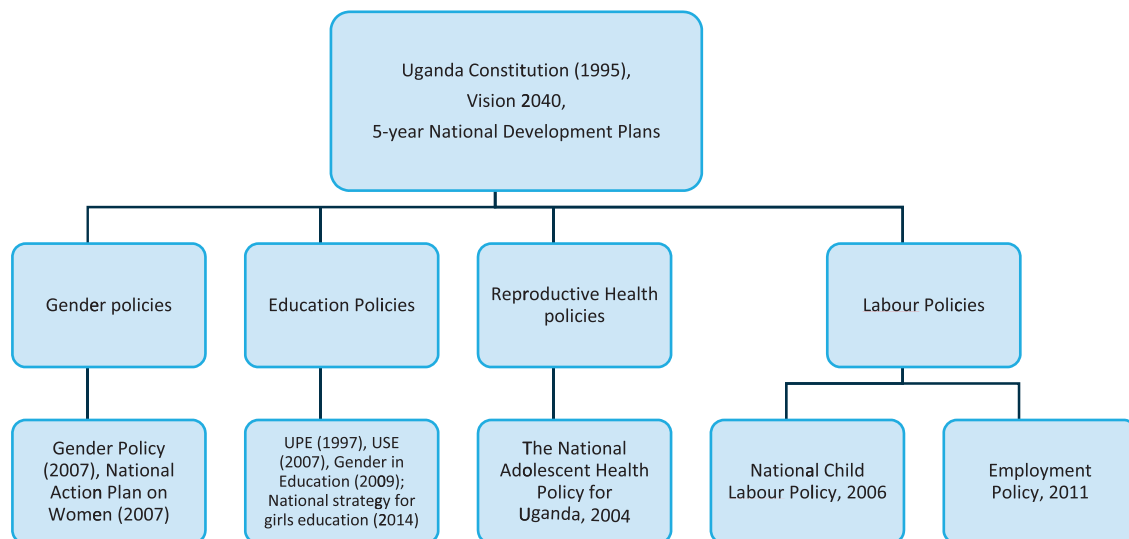 Uganda Constitution (1995),
Vision 2040,
5-year National Development Plans
Gender policies
Education Policies
Reproductive Health
policies
Labour Policies
Gender Policy
(2007), National
Action Plan on
Women (2007)
UPE (1997), USE
(2007), Gender in
Education (2009);
National strategy for
girls education (2014)
The National
Adolescent Health
Policy for
Uganda, 2004
National Child
Labour Policy, 2006
Employment
Policy, 2011